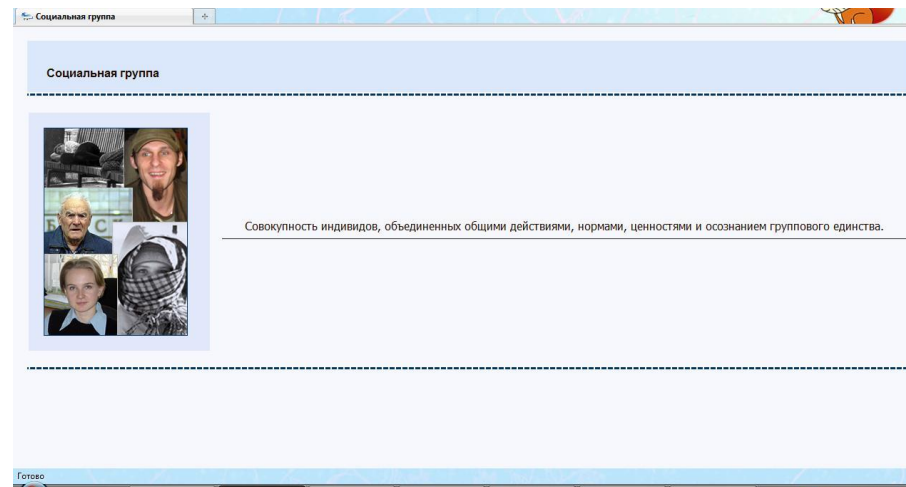 Социальная группа
Социальная группа
Совокупность индивидов, объединенных общими действиями, нормами, ценностями и осознанием группового единства.
Готово